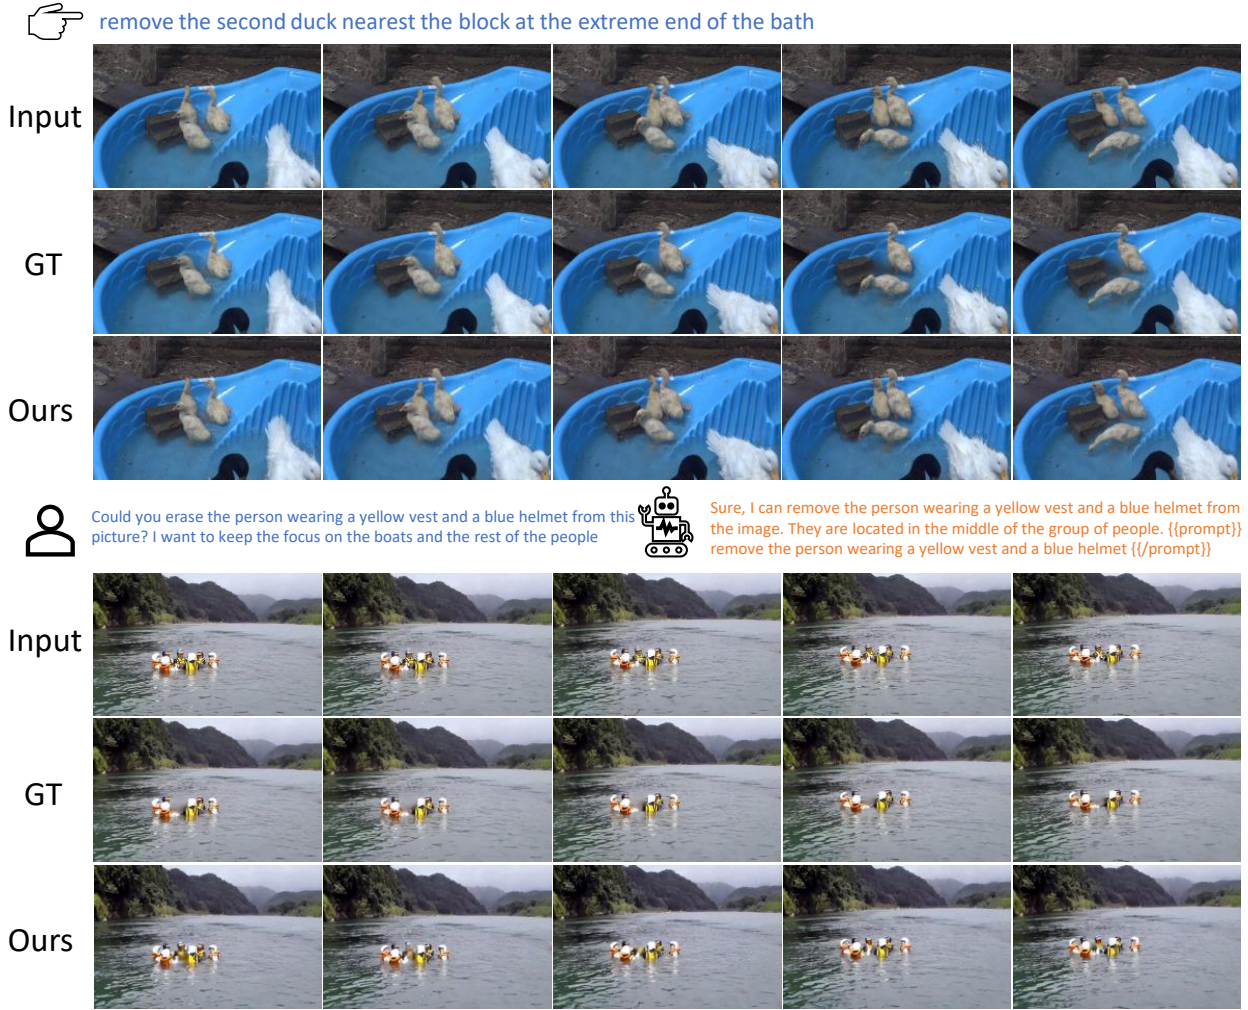 remove the second duck nearest the block at the extreme end of the bath
Input
GT
Ours
Could you erase the person wearing a yellow vest and a blue helmet from this
picture? I want to keep the focus on the boats and the rest of the people
Sure, I can remove the person wearing a yellow vest and a blue helmet from
the image. They are located in the middle of the group of people. {{prompt}}
remove the person wearing a yellow vest and a blue helmet {{/prompt}}
Input
GT
Ours